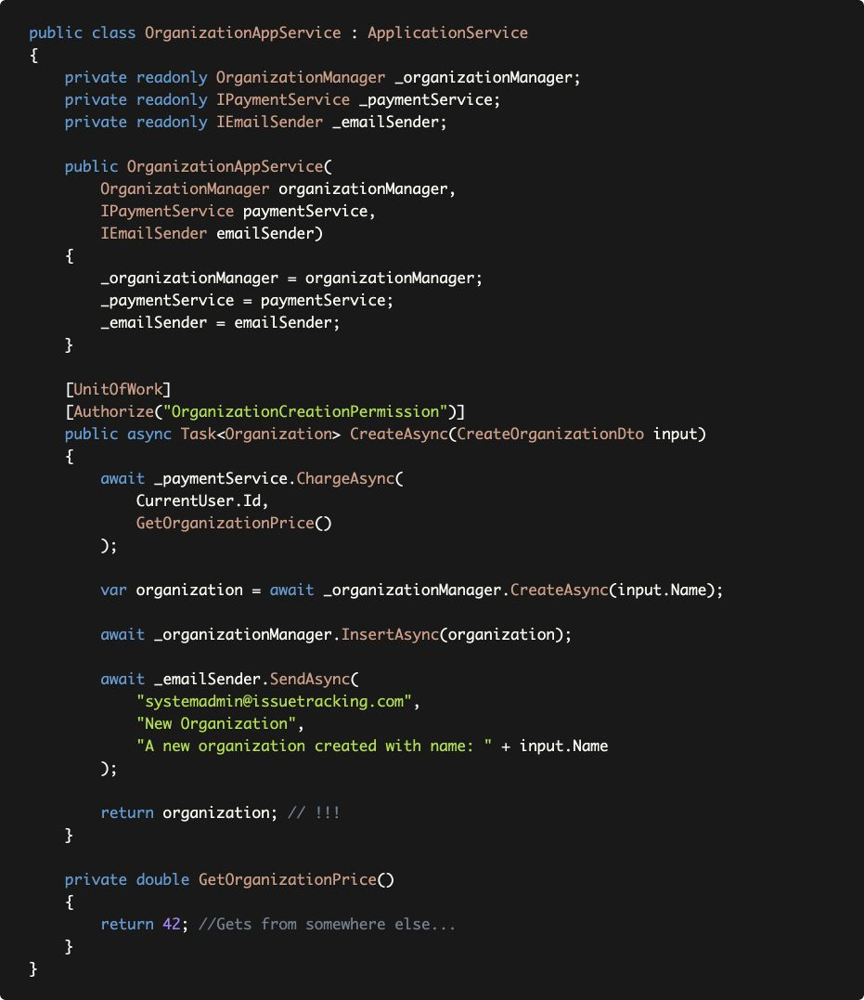 public class OrganizationAppService : ApplicationService
{
    private readonly OrganizationManager _organizationManager;
    private readonly IPaymentService _paymentService;
    private readonly IEmailSender _emailSender;

    public OrganizationAppService(
        OrganizationManager organizationManager,
        IPaymentService paymentService,
        IEmailSender emailSender)
    {
        _organizationManager = organizationManager;
        _paymentService = paymentService;
        _emailSender = emailSender;
    }

    [UnitOfWork]
    [Authorize("OrganizationCreationPermission")]
    public async Task<Organization> CreateAsync(CreateOrganizationDto input)
    {
        await _paymentService.ChargeAsync(
            CurrentUser.Id,
            GetOrganizationPrice()
        );

        var organization = await _organizationManager.CreateAsync(input.Name);

        await _organizationManager.InsertAsync(organization);

        await _emailSender.SendAsync(
            "systemadmin@issuetracking.com",
            "New Organization",
            "A new organization created with name: " + input.Name
        );

        return organization; // !!!
    }

    private double GetOrganizationPrice()
    {
        return 42; //Gets from somewhere else...
    }
}